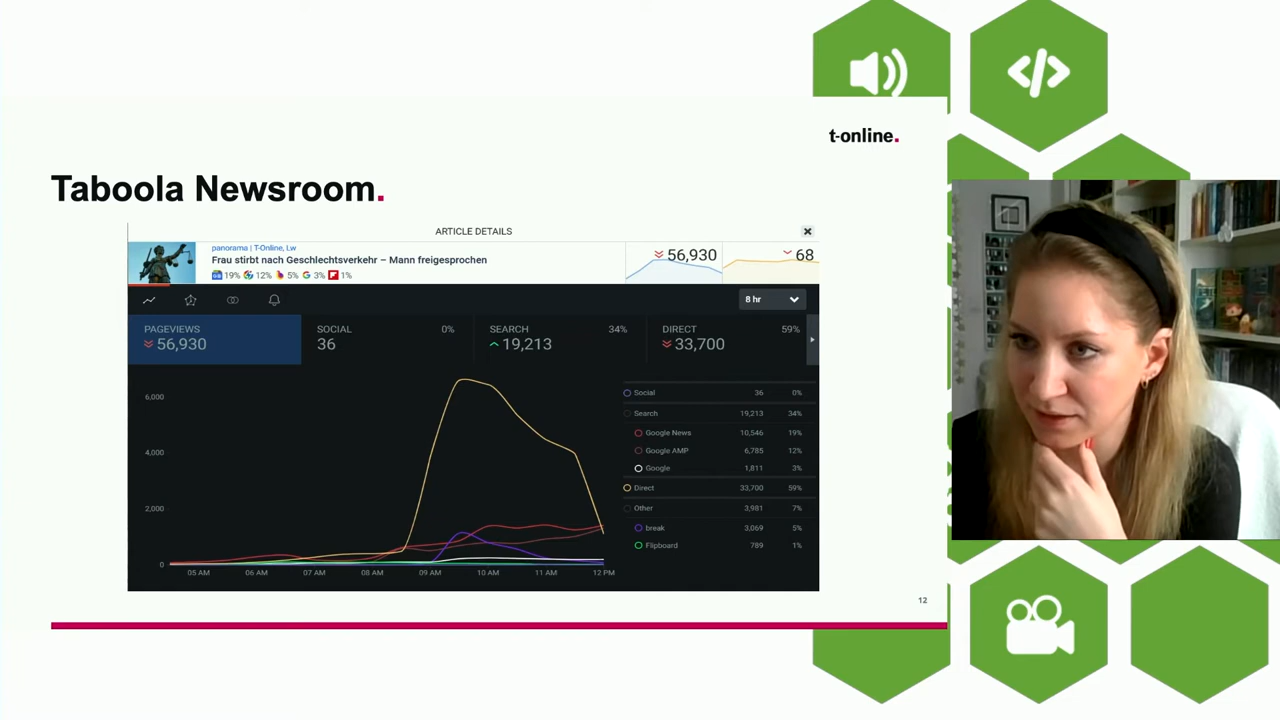 t-online.
Taboola Newsroom.
ARTICLE DETAILS
panorama | T-Online, Lw
Frau stirbt nach Geschlechtsverkehr – Mann freigesprochen
19% 12% 5% 3% 1%
56,930
68
8 hr
PAGEVIEWS
56,930
SOCIAL 0%
36
SEARCH 34%
19,213
DIRECT 59%
33,700
6,000
4,000
2,000
0
05 AM 06 AM 07 AM 08 AM 09 AM 10 AM 11 AM 12 PM
Social 36 0%
Search 19,213 34%
Google News 10,546 19%
Google AMP 6,785 12%
Google 1,811 3%
Direct 33,700 59%
Other 3,981 7%
break 3,069 5%
Flipboard 789 1%
12